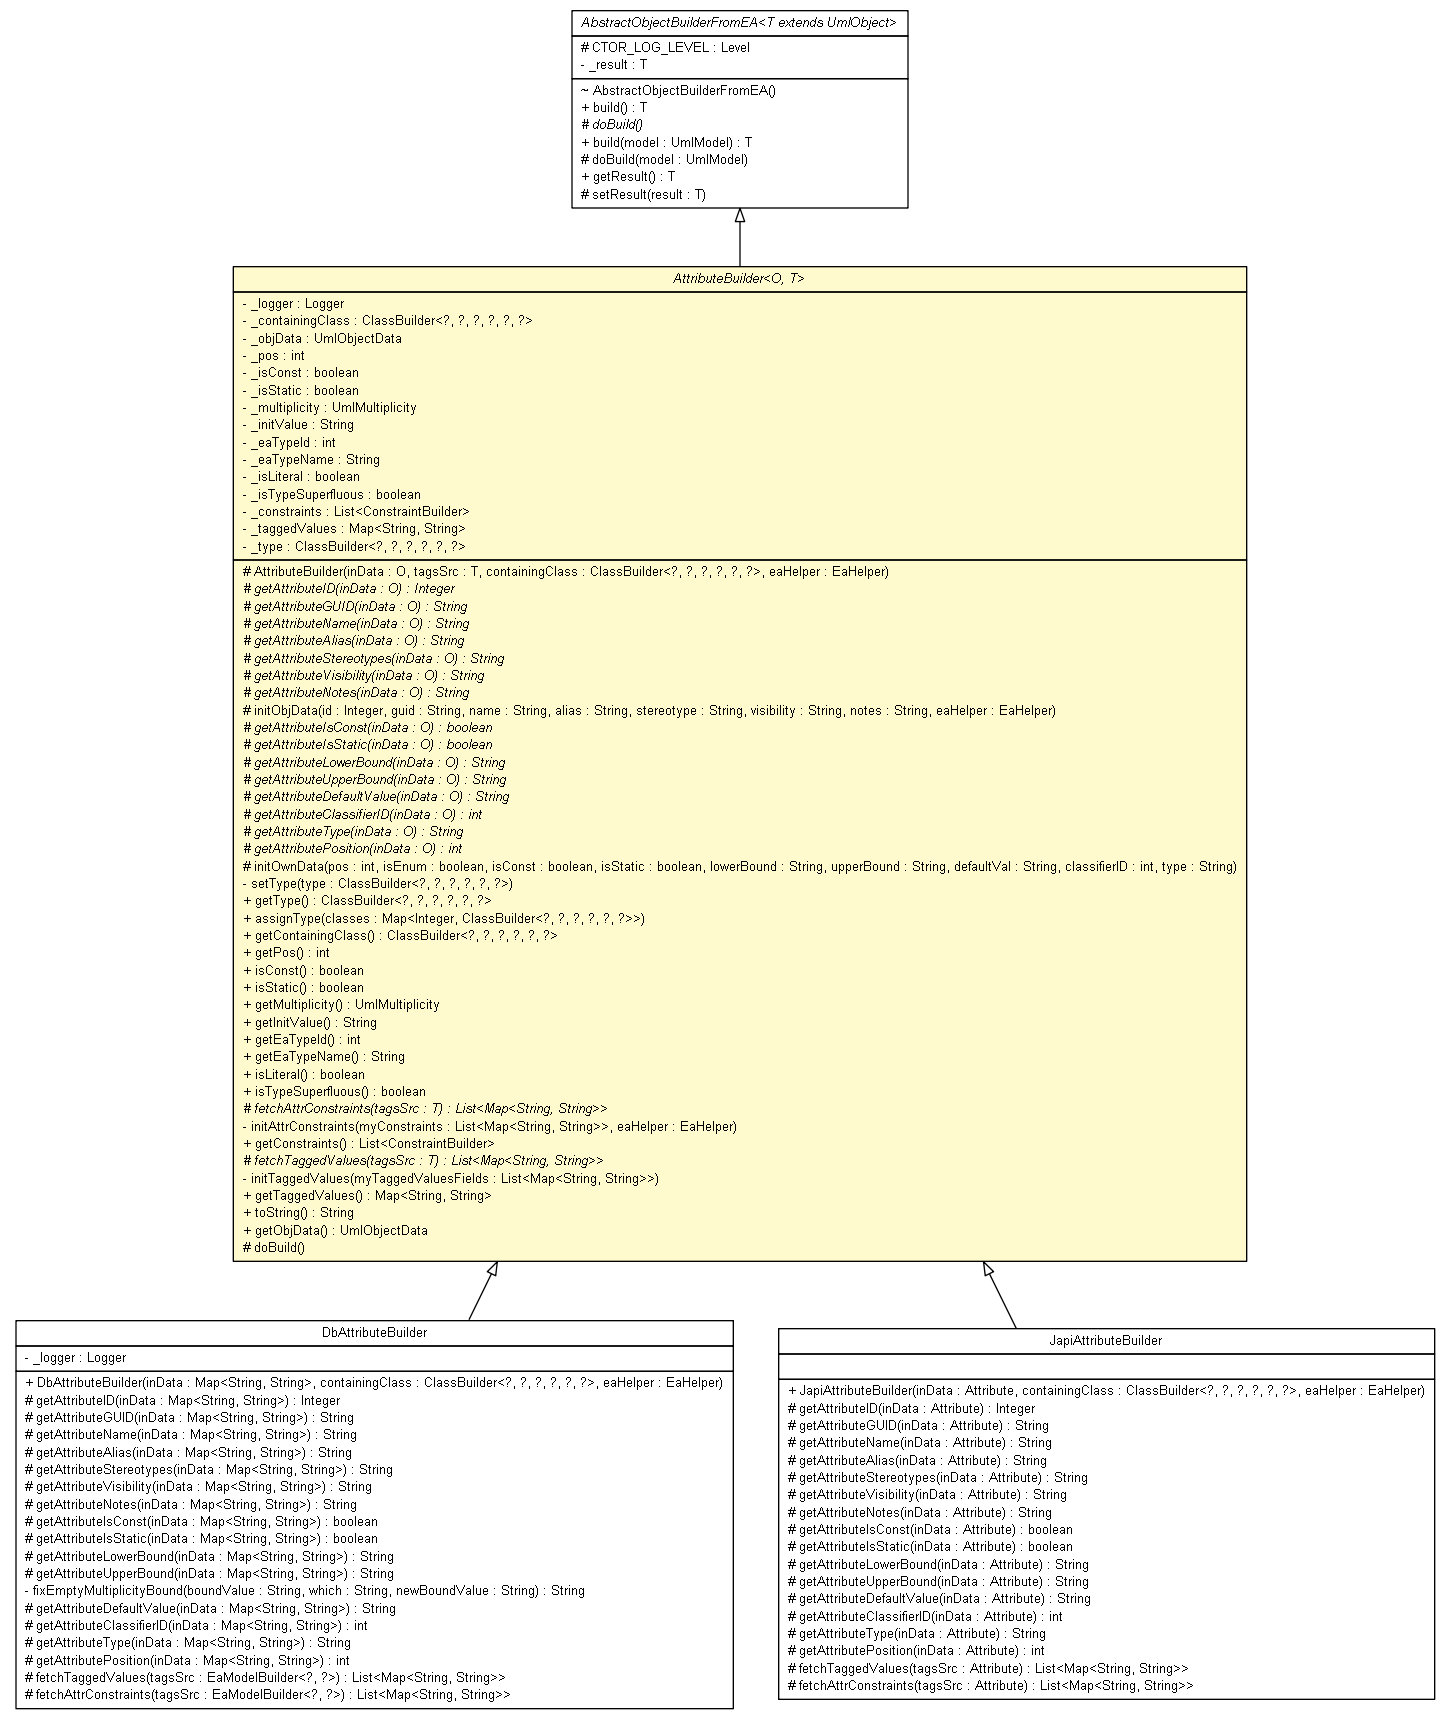 AbstractObjectBuilderFromEA<T extends UmlObject>
# CTOR_LOG_LEVEL : Level
- _result : T
~ AbstractObjectBuilderFromEA()
+ build() : T
# doBuild()
+ build(model : UmlModel) : T
# doBuild(model : UmlModel)
+ getResult() : T
# setResult(result : T)
AttributeBuilder<O, T>
- _logger : Logger
- _containingClass : ClassBuilder<?, ?, ?, ?, ?, ?>
- _objData : UmlObjectData
- _pos : int
- _isConst : boolean
- _isStatic : boolean
- _multiplicity : UmlMultiplicity
- _initValue : String
- _eaTypeId : int
- _eaTypeName : String
- _isLiteral : boolean
- _isTypeSuperfluous : boolean
- _constraints : List<ConstraintBuilder>
- _taggedValues : Map<String, String>
- _type : ClassBuilder<?, ?, ?, ?, ?, ?>
# AttributeBuilder(inData : O, tagsSrc : T, containingClass : ClassBuilder<?, ?, ?, ?, ?, ?>, eaHelper : EaHelper)
# getAttributeID(inData : O) : Integer
# getAttributeGUID(inData : O) : String
# getAttributeName(inData : O) : String
# getAttributeAlias(inData : O) : String
# getAttributeStereotypes(inData : O) : String
# getAttributeVisibility(inData : O) : String
# getAttributeNotes(inData : O) : String
# initObjData(id : Integer, guid : String, name : String, alias : String, stereotype : String, visibility : String, notes : String, eaHelper : EaHelper)
# getAttributeIsConst(inData : O) : boolean
# getAttributeIsStatic(inData : O) : boolean
# getAttributeLowerBound(inData : O) : String
# getAttributeUpperBound(inData : O) : String
# getAttributeDefaultValue(inData : O) : String
# getAttributeClassifierID(inData : O) : int
# getAttributeType(inData : O) : String
# getAttributePosition(inData : O) : int
# initOwnData(pos : int, isEnum : boolean, isConst : boolean, isStatic : boolean, lowerBound : String, upperBound : String, defaultVal : String, classifierID : int, type : String)
- setType(type : ClassBuilder<?, ?, ?, ?, ?, ?>)
+ getType() : ClassBuilder<?, ?, ?, ?, ?, ?>
+ assignType(classes : Map<Integer, ClassBuilder<?, ?, ?, ?, ?, ?>>)
+ getContainingClass() : ClassBuilder<?, ?, ?, ?, ?, ?>
+ getPos() : int
+ isConst() : boolean
+ isStatic() : boolean
+ getMultiplicity() : UmlMultiplicity
+ getInitValue() : String
+ getEaTypeId() : int
+ getEaTypeName() : String
+ isLiteral() : boolean
+ isTypeSuperfluous() : boolean
# fetchAttrConstraints(tagsSrc : T) : List<Map<String, String>>
- initAttrConstraints(myConstraints : List<Map<String, String>>, eaHelper : EaHelper)
+ getConstraints() : List<ConstraintBuilder>
# fetchTaggedValues(tagsSrc : T) : List<Map<String, String>>
- initTaggedValues(myTaggedValuesFields : List<Map<String, String>>)
+ getTaggedValues() : Map<String, String>
+ toString() : String
+ getObjData() : UmlObjectData
# doBuild()
DbAttributeBuilder
- _logger : Logger
+ DbAttributeBuilder(inData : Map<String, String>, containingClass : ClassBuilder<?, ?, ?, ?, ?, ?>, eaHelper : EaHelper)
# getAttributeID(inData : Map<String, String>) : Integer
# getAttributeGUID(inData : Map<String, String>) : String
# getAttributeName(inData : Map<String, String>) : String
# getAttributeAlias(inData : Map<String, String>) : String
# getAttributeStereotypes(inData : Map<String, String>) : String
# getAttributeVisibility(inData : Map<String, String>) : String
# getAttributeNotes(inData : Map<String, String>) : String
# getAttributeIsConst(inData : Map<String, String>) : boolean
# getAttributeIsStatic(inData : Map<String, String>) : boolean
# getAttributeLowerBound(inData : Map<String, String>) : String
# getAttributeUpperBound(inData : Map<String, String>) : String
- fixEmptyMultiplicityBound(boundValue : String, which : String, newBoundValue : String) : String
# getAttributeDefaultValue(inData : Map<String, String>) : String
# getAttributeClassifierID(inData : Map<String, String>) : int
# getAttributeType(inData : Map<String, String>) : String
# getAttributePosition(inData : Map<String, String>) : int
# fetchTaggedValues(tagsSrc : EaModelBuilder<?, ?>) : List<Map<String, String>>
# fetchAttrConstraints(tagsSrc : EaModelBuilder<?, ?>) : List<Map<String, String>>
JapiAttributeBuilder
+ JapiAttributeBuilder(inData : Attribute, containingClass : ClassBuilder<?, ?, ?, ?, ?, ?>, eaHelper : EaHelper)
# getAttributeID(inData : Attribute) : Integer
# getAttributeGUID(inData : Attribute) : String
# getAttributeName(inData : Attribute) : String
# getAttributeAlias(inData : Attribute) : String
# getAttributeStereotypes(inData : Attribute) : String
# getAttributeVisibility(inData : Attribute) : String
# getAttributeNotes(inData : Attribute) : String
# getAttributeIsConst(inData : Attribute) : boolean
# getAttributeIsStatic(inData : Attribute) : boolean
# getAttributeLowerBound(inData : Attribute) : String
# getAttributeUpperBound(inData : Attribute) : String
# getAttributeDefaultValue(inData : Attribute) : String
# getAttributeClassifierID(inData : Attribute) : int
# getAttributeType(inData : Attribute) : String
# getAttributePosition(inData : Attribute) : int
# fetchTaggedValues(tagsSrc : Attribute) : List<Map<String, String>>
# fetchAttrConstraints(tagsSrc : Attribute) : List<Map<String, String>>